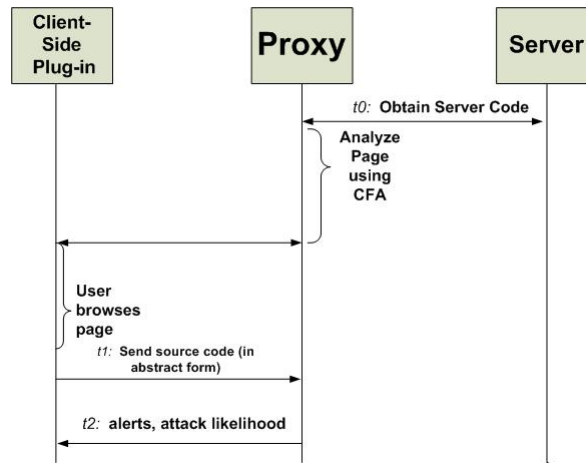 Client-
Side
Plug-in
Proxy
Server
t0: Obtain Server Code
Analyze
Page
using
CFA
User
browses
page
t1: Send source code (in
abstract form)
t2: alerts, attack likelihood